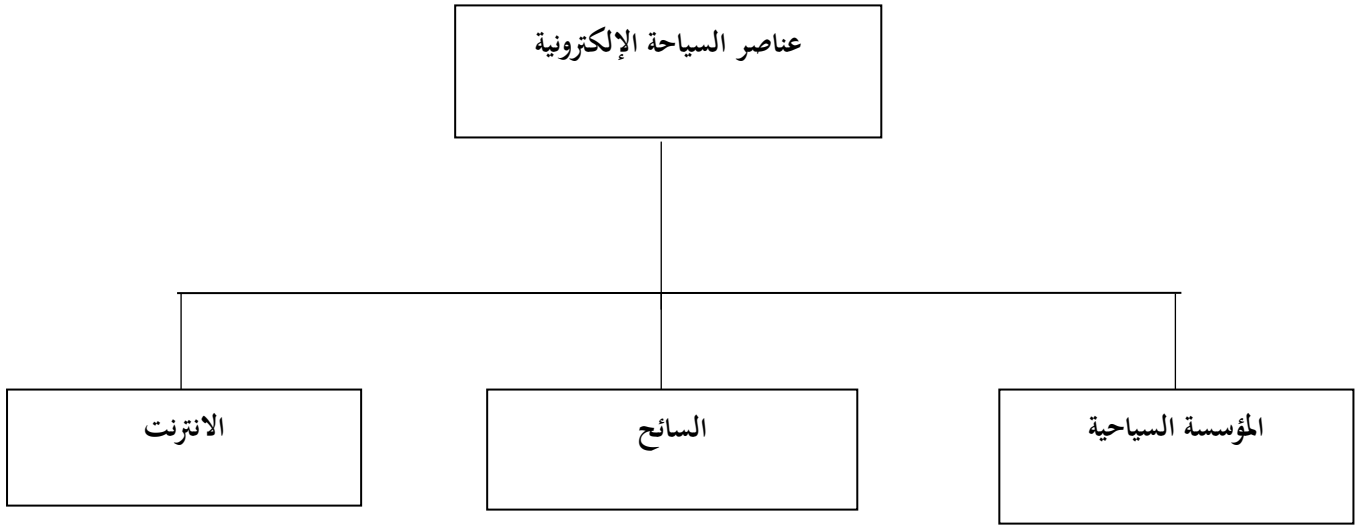 عناصر السياحة الإلكترونية
المؤسسة السياحية
السائح
الانترنت